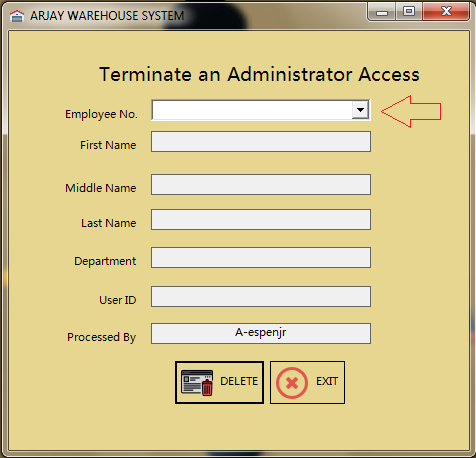 ARJAY WAREHOUSE SYSTEM
Terminate an Administrator Access
Employee No.
First Name
Middle Name
Last Name
Department
User ID
Processed By A-espenjr
DELETE EXIT